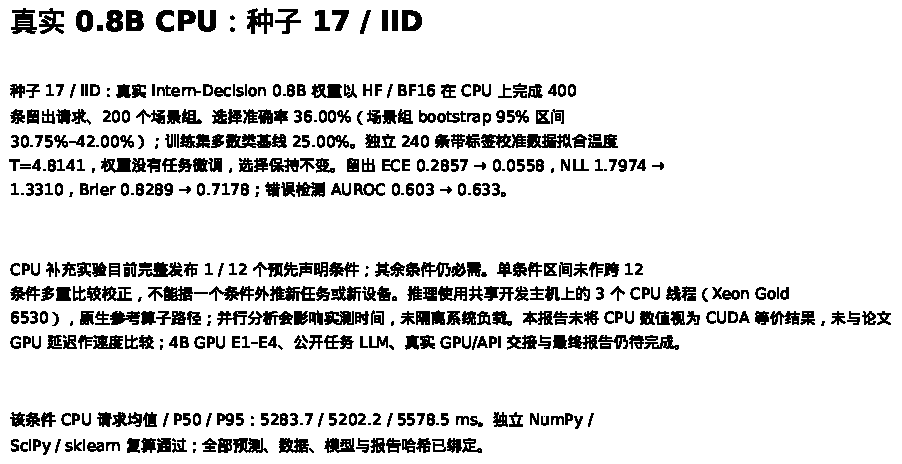 真实 0.8B CPU：种子 17 / IID
种子 17 / IID：真实 Intern-Decision 0.8B 权重以 HF / BF16 在 CPU 上完成 400
条留出请求、200 个场景组。选择准确率 36.00%（场景组 bootstrap 95% 区间
30.75%–42.00%）；训练集多数类基线 25.00%。独立 240 条带标签校准数据拟合温度
T=4.8141，权重没有任务微调，选择保持不变。留出 ECE 0.2857 → 0.0558，NLL 1.7974 →
1.3310，Brier 0.8289 → 0.7178；错误检测 AUROC 0.603 → 0.633。
CPU 补充实验目前完整发布 1 / 12 个预先声明条件；其余条件仍必需。单条件区间未作跨 12
条件多重比较校正，不能据一个条件外推新任务或新设备。推理使用共享开发主机上的 3 个 CPU 线程（Xeon Gold
6530），原生参考算子路径；并行分析会影响实测时间，未隔离系统负载。本报告未将 CPU 数值视为 CUDA 等价结果，未与论文
GPU 延迟作速度比较；4B GPU E1–E4、公开任务 LLM、真实 GPU/API 交接与最终报告仍待完成。
该条件 CPU 请求均值 / P50 / P95：5283.7 / 5202.2 / 5578.5 ms。独立 NumPy /
SciPy / sklearn 复算通过；全部预测、数据、模型与报告哈希已绑定。